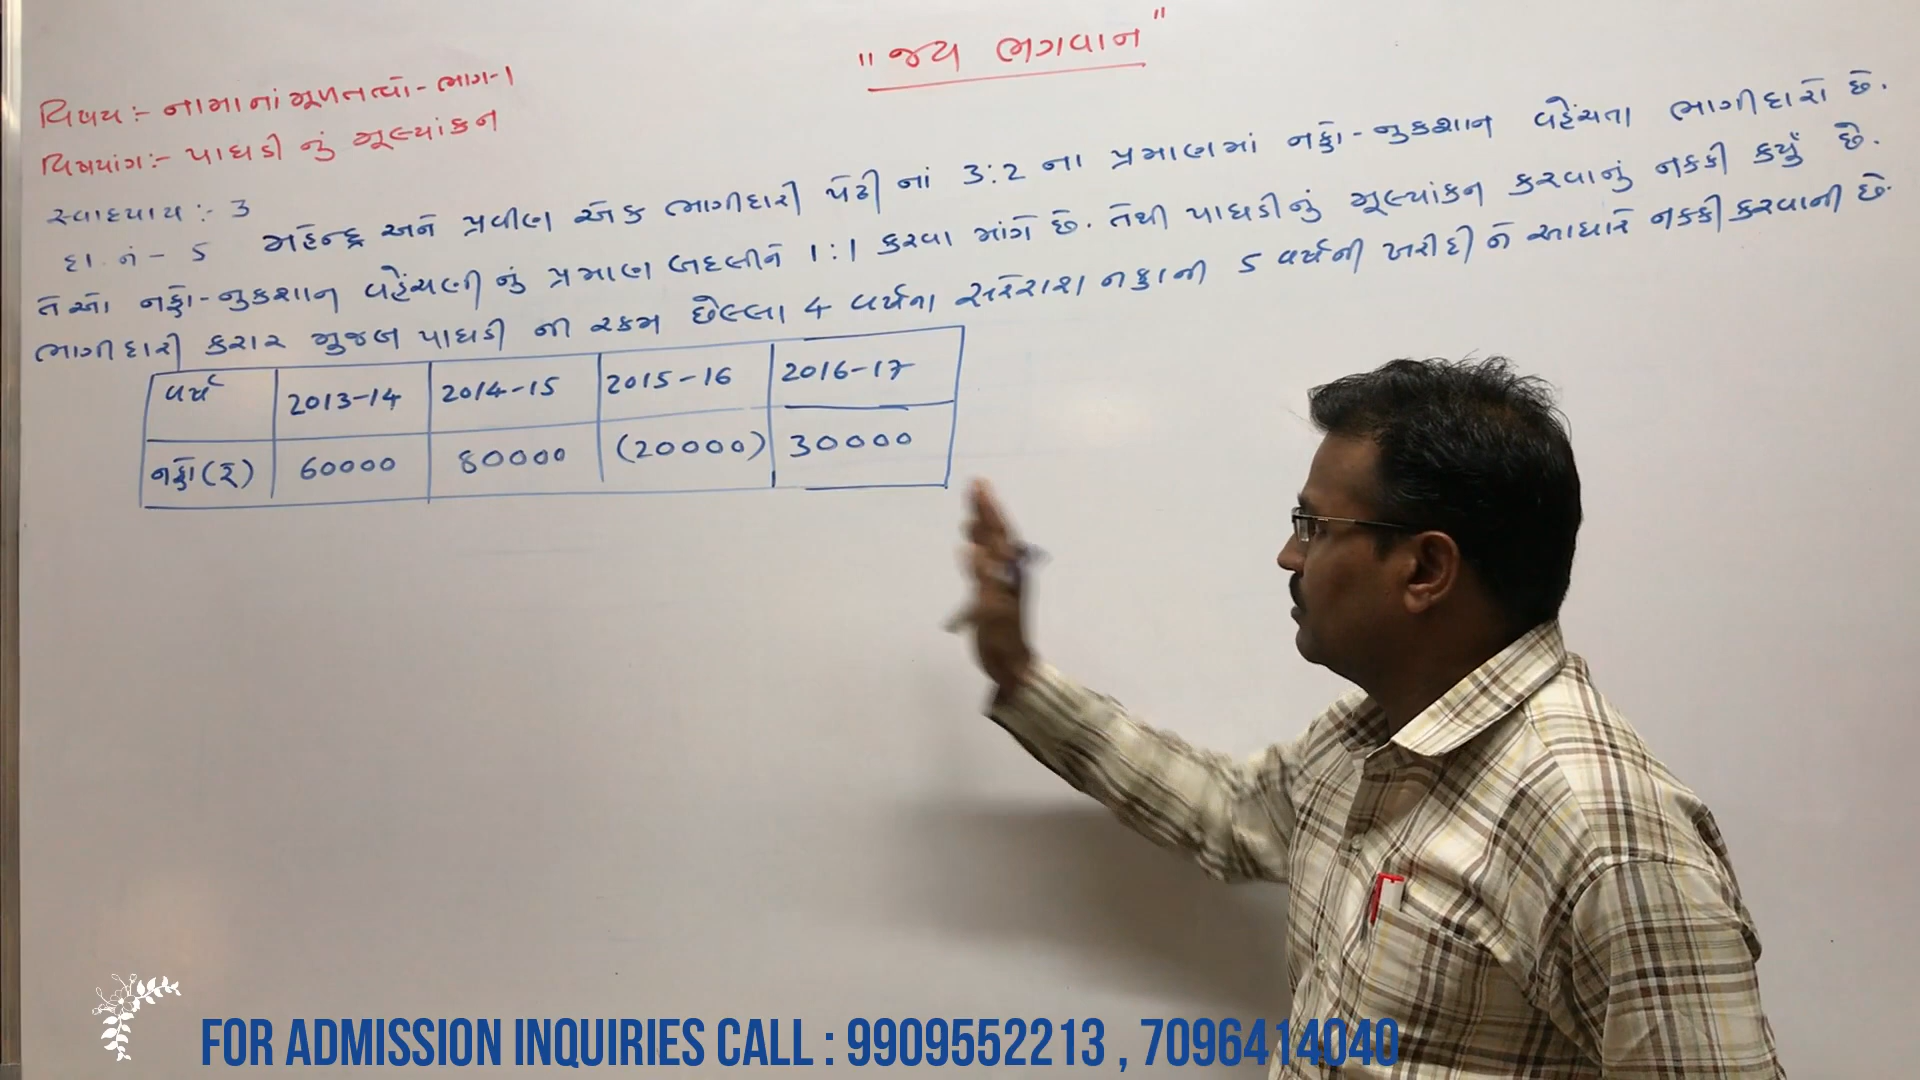 "જય ભગવાન"
વિષય :- નામાનાં મૂળતત્વો - ભાગ-1
વિષયાંગ :- પાઘડી નું મૂલ્યાંકન
સ્વાધ્યાય :- 3
દા. નં - 5 મહેન્દ્ર અને પ્રવીણ એક ભાગીદારી પેઢી નાં 3:2 ના પ્રમાણમાં નફો - નુકશાન વહેંચતા ભાગીદારો છે.
તેઓ નફો - નુકશાન વહેંચણી નું પ્રમાણ બદલીને 1:1 કરવા માંગે છે. તેથી પાઘડીનું મૂલ્યાંકન કરવાનું નકકી કર્યું છે.
ભાગીદારી કરાર મુજબ પાઘડી ની રકમ છેલ્લા 4 વર્ષના સરેરાશ નફાની 5 વર્ષની ખરીદી ને આધારે નકકી કરવાની છે.
વર્ષ 2013-14 2014-15 2015-16 2016-17
નફો (રૂ) 60000 80000 (20000) 30000
FOR ADMISSION INQUIRIES CALL : 9909552213 , 7096414040